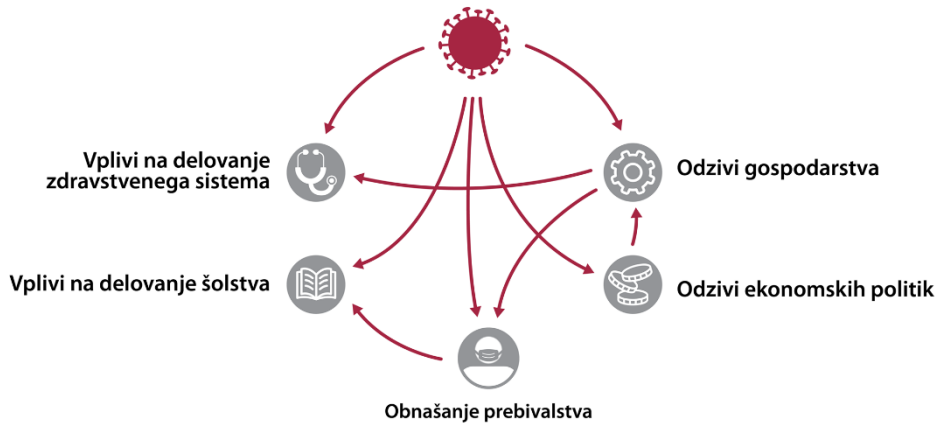 Vplivi na delovanje
zdravstvenega sistema
Odzivi gospodarstva
Vplivi na delovanje šolstva
Odzivi ekonomskih politik
Obnašanje prebivalstva